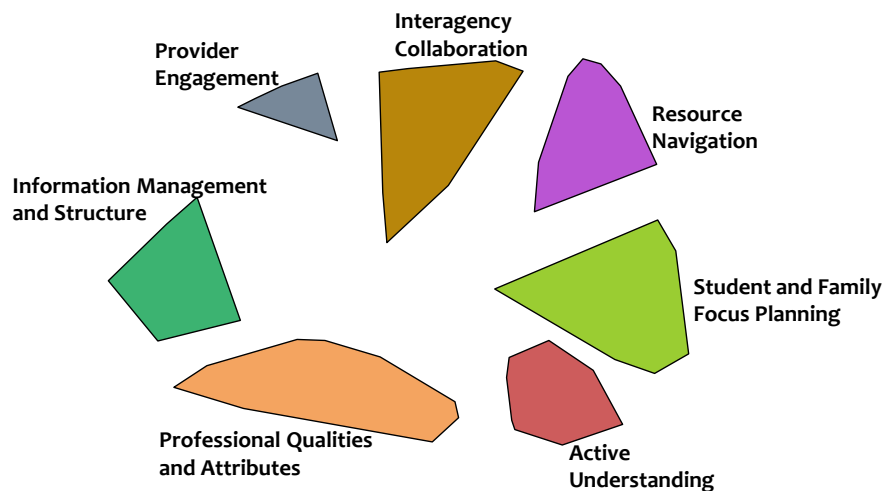 Interagency
Collaboration
Provider
Engagement
Resource
Navigation
Information Management
and Structure
Student and Family
Focus Planning
Professional Qualities
and Attributes
Active
Understanding